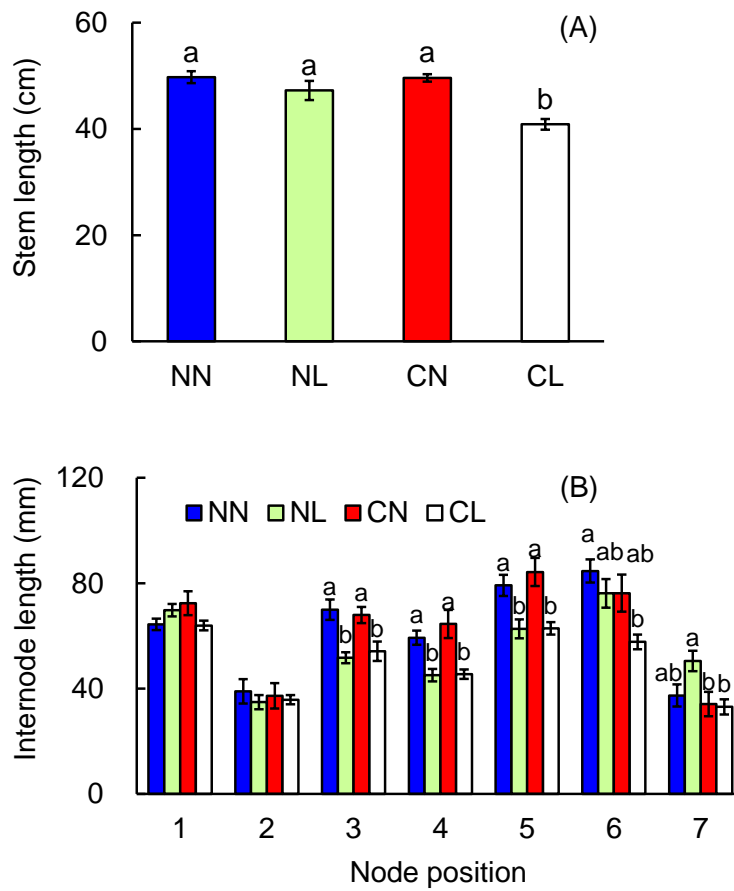 (A)
Stem length (cm)
60
40
20
0
a
a
a
b
NN NL CN CL
(B)
Internode length (mm)
120
80
40
0
NN NL CN CL
a b a b
a b a b
a b a b
a ab ab b
ab a b b
1 2 3 4 5 6 7
Node position